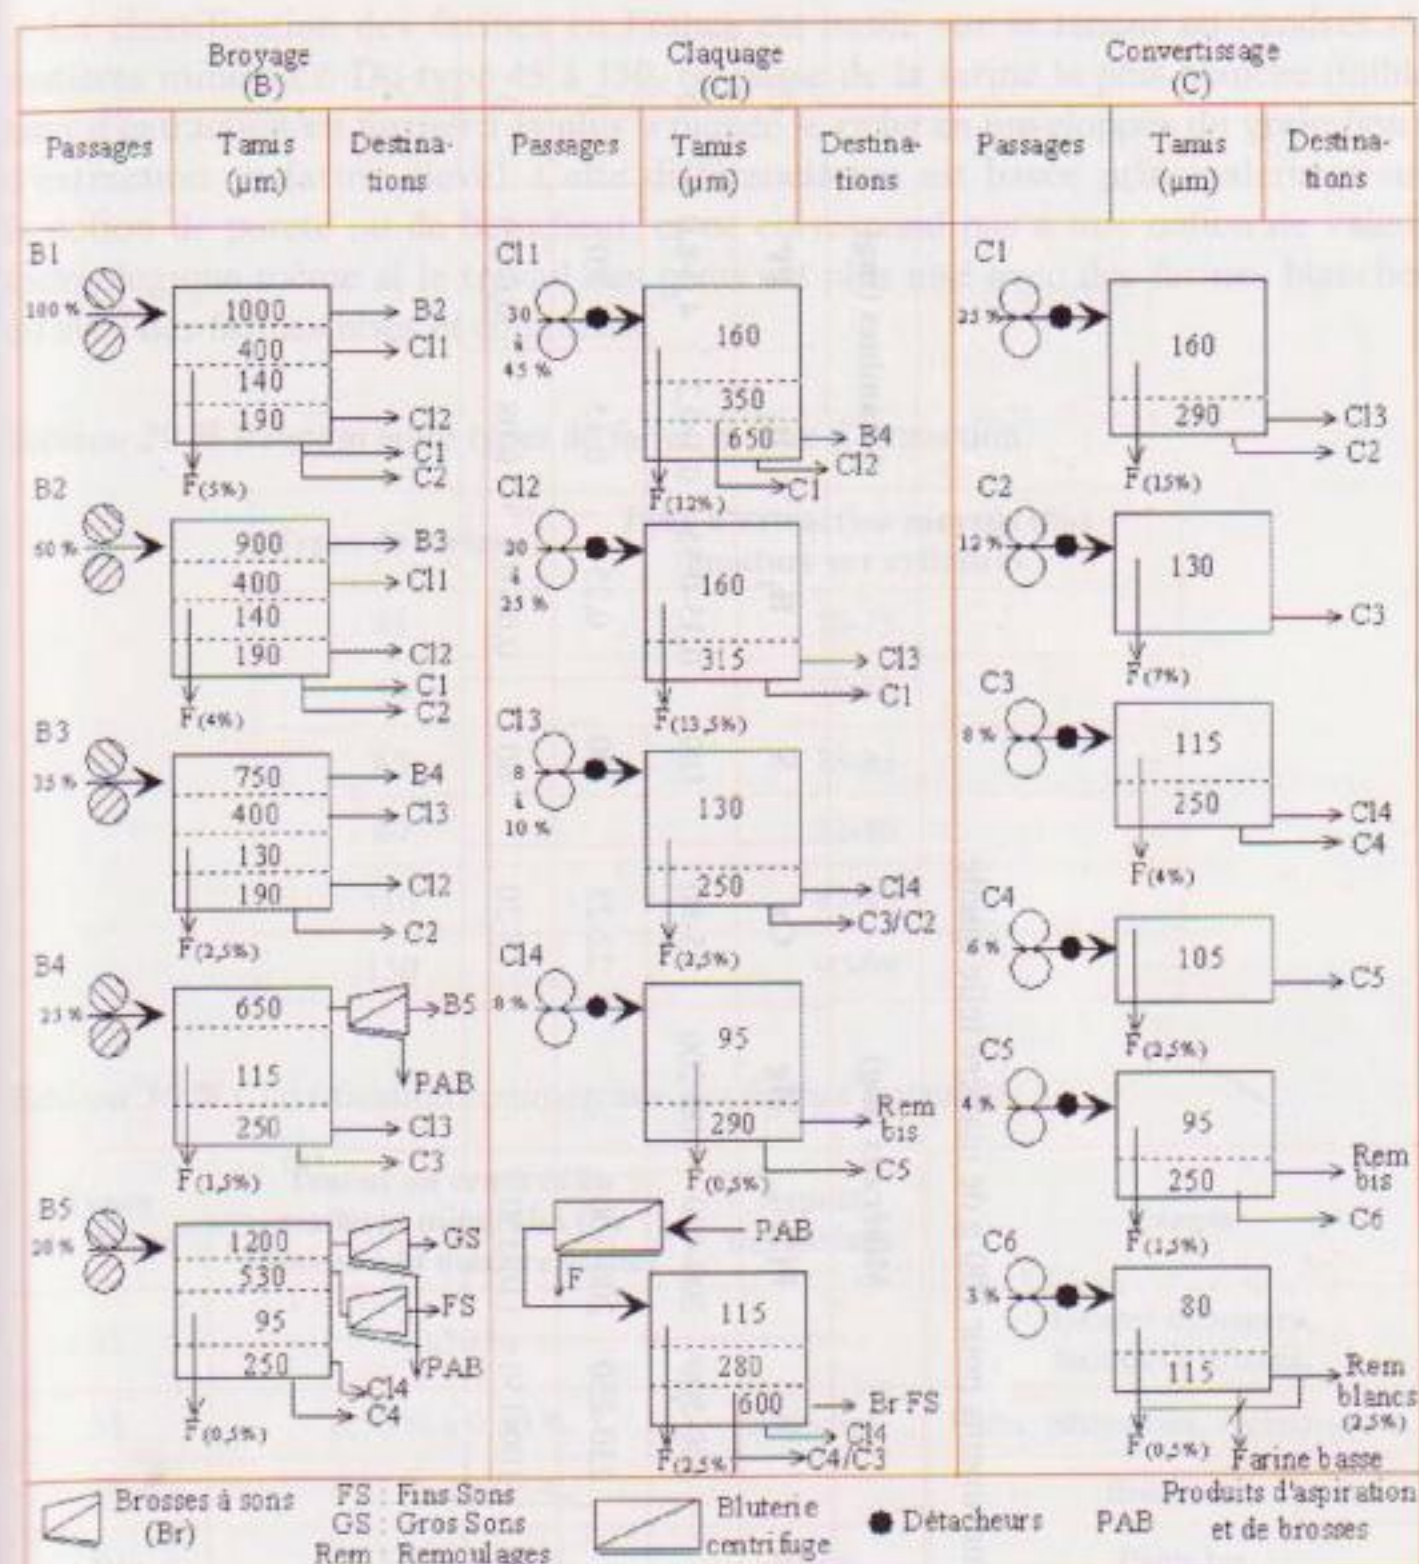 Broyage
(B)
Claquage
(Cl)
Convertissage
(C)
Passages
Tamis
(µm)
Destina-
tions
Passages
Tamis
(µm)
Destina-
tions
Passages
Tamis
(µm)
Destina-
tions
B1
100 %
1000
B2
400
Cl1
140
190
Cl2
C1
C2
F(5%)
B2
60 %
900
B3
400
Cl1
140
190
Cl2
C1
C2
F(4%)
B3
35 %
750
B4
400
Cl3
130
190
Cl2
C2
F(2,5%)
B4
23 %
650
B5
PAB
115
250
Cl3
C3
F(1,5%)
B5
20 %
1200
GS
530
FS
95
PAB
250
Cl4
C4
F(0,5%)
Cl1
30
à
45 %
160
350
650
B4
Cl2
C1
F(12%)
Cl2
20
à
25 %
160
315
Cl3
C1
F(13,5%)
Cl3
8
à
10 %
130
250
Cl4
C3/C2
F(2,5%)
Cl4
8 %
95
290
Rem
bis
C5
F(0,5%)
PAB
F
115
280
600
Br FS
Cl4
C4/C3
F(2,5%)
C1
25 %
160
290
Cl3
C2
F(15%)
C2
12 %
130
C3
F(7%)
C3
8 %
115
250
Cl4
C4
F(4%)
C4
6 %
105
C5
F(2,5%)
C5
4 %
95
250
Rem
bis
C6
F(1,5%)
C6
3 %
80
115
Rem
blancs
(2,5%)
F(0,5%)
Farine basse
Brosses à sons
(Br)
FS : Fins Sons
GS : Gros Sons
Rem : Remoulages
Bluterie
centrifuge
Détacheurs
PAB
Produits d'aspiration
et de brosses